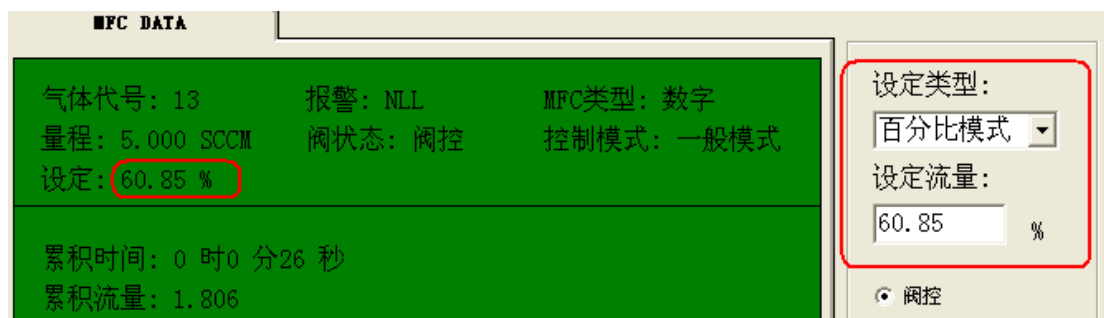 MFC DATA
气体代号: 13 报警: NLL MFC类型: 数字
量程: 5.000 SCCM 阀状态: 阀控 控制模式: 一般模式
设定: 60.85 %
累积时间: 0 时0 分26 秒
累积流量: 1.806
设定类型:
百分比模式
设定流量:
60.85 %
阀控